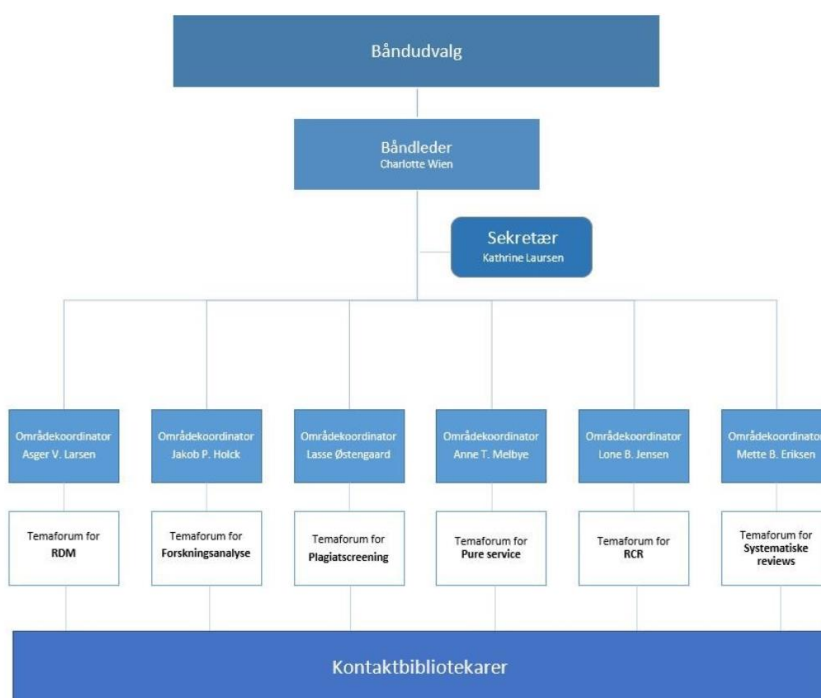 Båndudvalg
Båndleder
Charlotte Wien
Sekretær
Kathrine Laursen
Områdekoordinator
Asger V. Larsen
Områdekoordinator
Jakob P. Holck
Områdekoordinator
Lasse Østengaard
Områdekoordinator
Anne T. Melbye
Områdekoordinator
Lone B. Jensen
Områdekoordinator
Mette B. Eriksen
Temaforum for
RDM
Temaforum for
Forskningsanalyse
Temaforum for
Plagiatscreening
Temaforum for
Pure service
Temaforum for
RCR
Temaforum for
Systematiske
reviews
Kontaktbibliotekarer